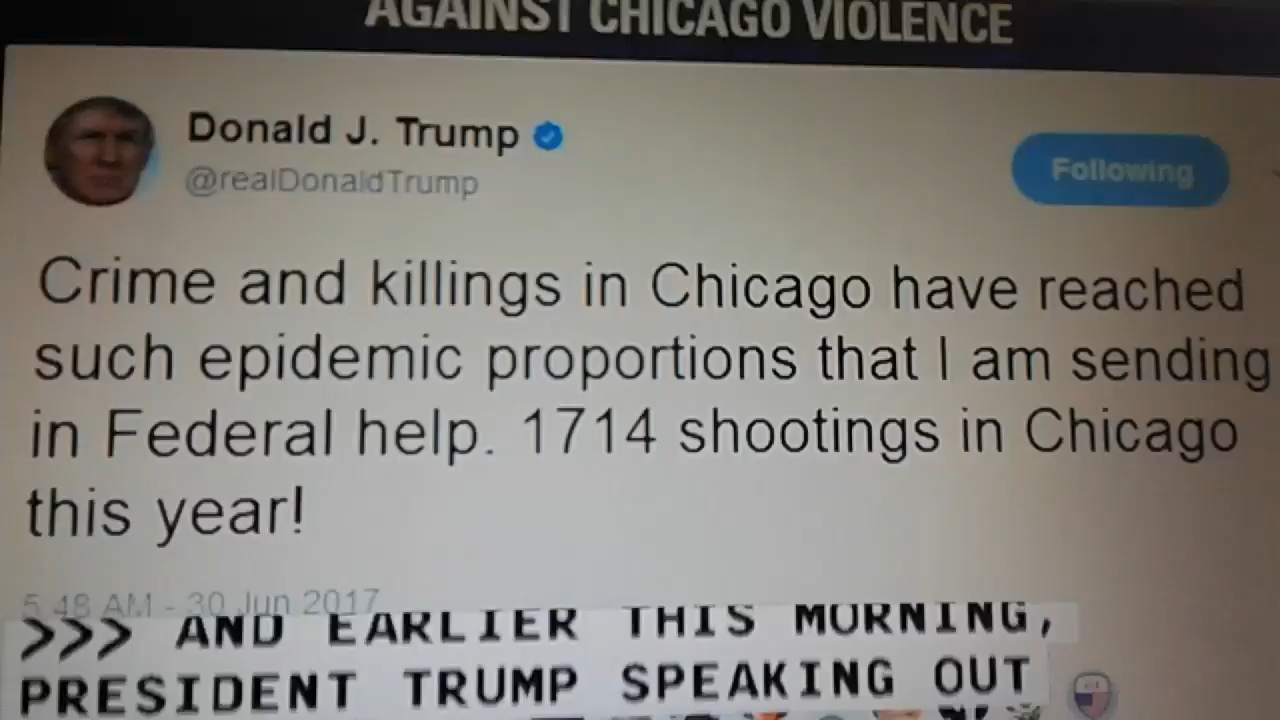 AGAINST CHICAGO VIOLENCE
Donald J. Trump
@realDonaldTrump
Following
Crime and killings in Chicago have reached
such epidemic proportions that I am sending
in Federal help. 1714 shootings in Chicago
this year!
5:48 AM - 30 Jun 2017
>>> AND EARLIER THIS MORNING,
PRESIDENT TRUMP SPEAKING OUT